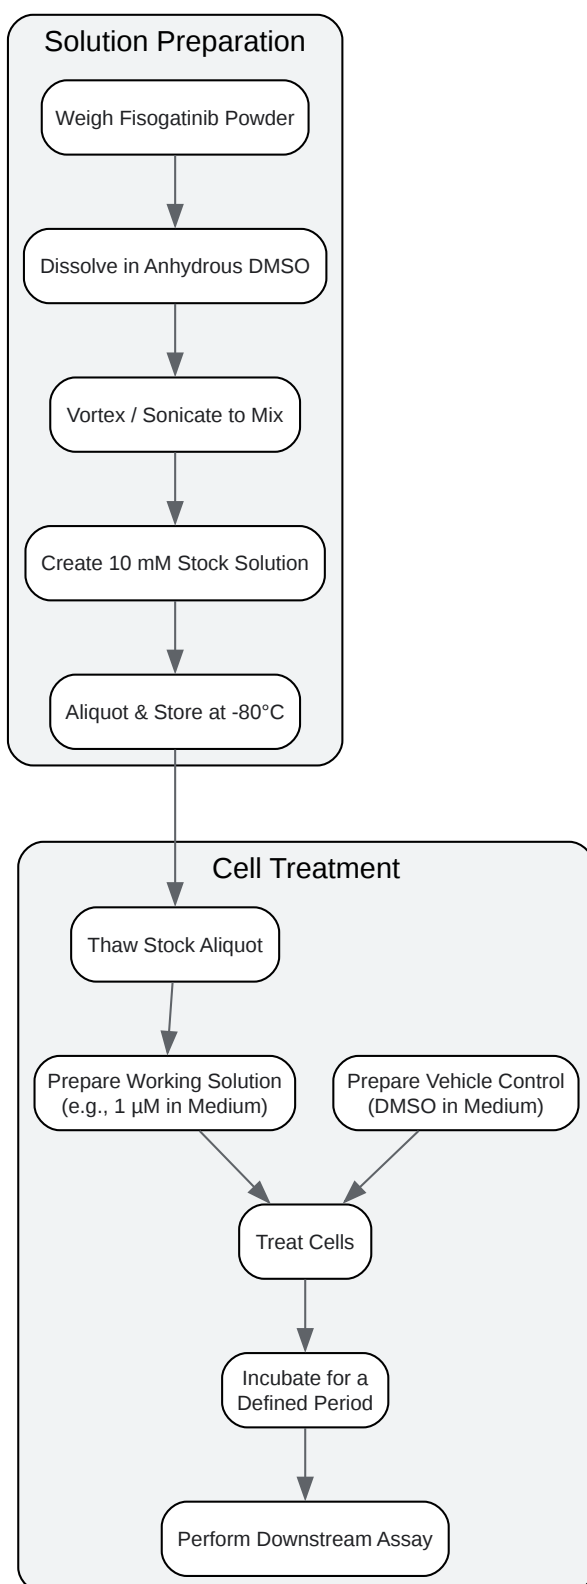 Solution Preparation
Weigh Fisogatinib Powder
Dissolve in Anhydrous DMSO
Vortex / Sonicate to Mix
Create 10 mM Stock Solution
Aliquot & Store at -80°C
Cell Treatment
Thaw Stock Aliquot
Prepare Working Solution
(e.g., 1 µM in Medium)
Prepare Vehicle Control
(DMSO in Medium)
Treat Cells
Incubate for a
Defined Period
Perform Downstream Assay